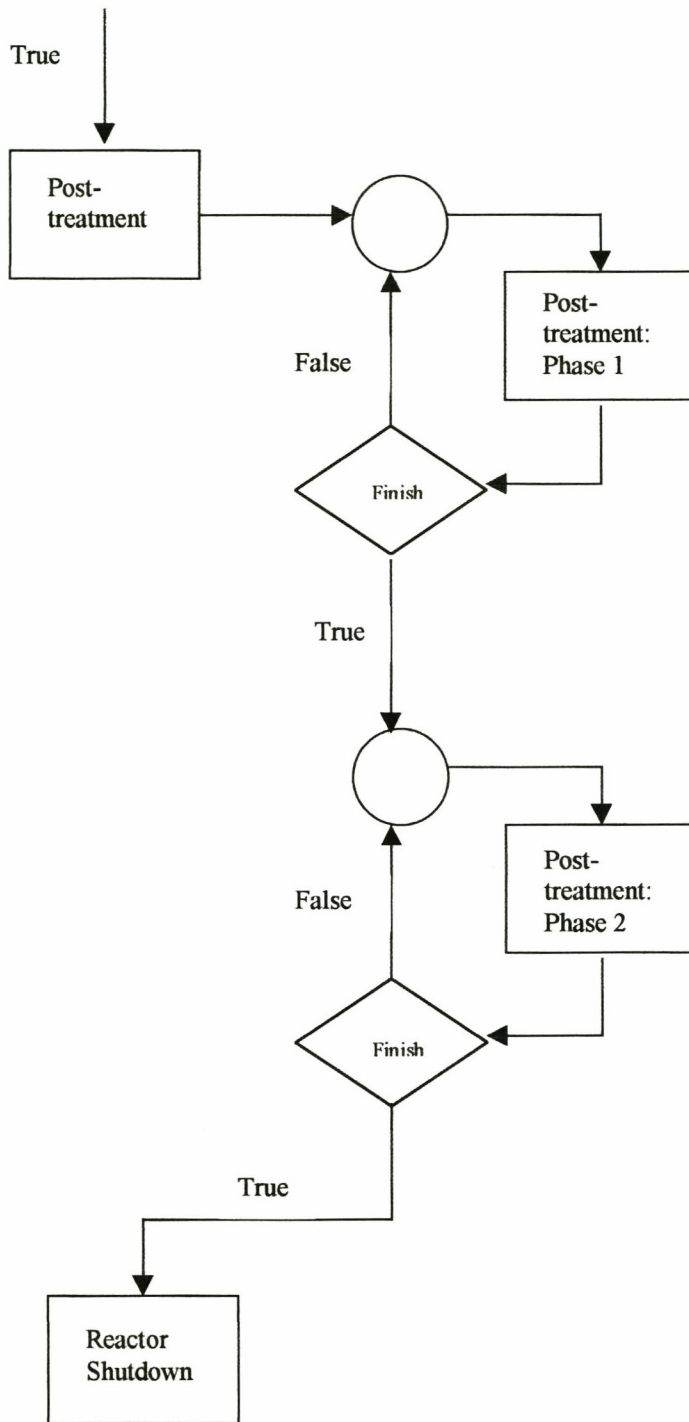 True
Post-
treatment
Post-
treatment:
Phase 1
False
Finish
True
Post-
treatment:
Phase 2
False
Finish
True
Reactor
Shutdown